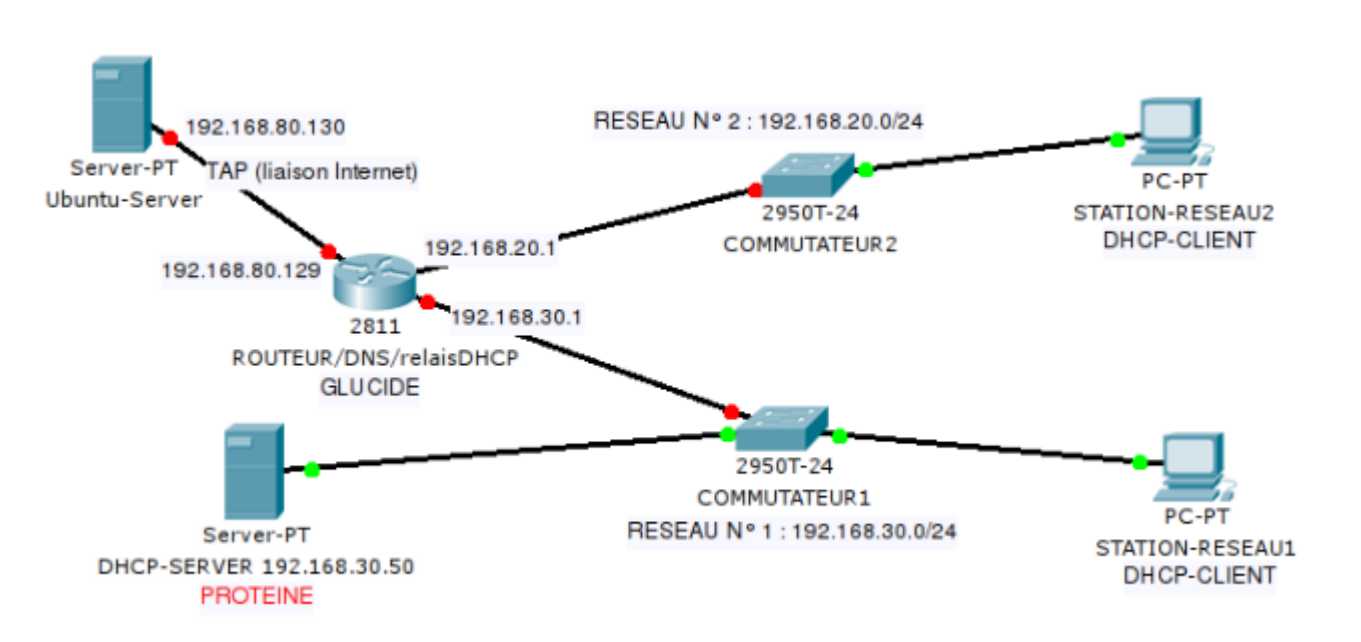 192.168.80.130
Server-PT
Ubuntu-Server
TAP (liaison Internet)
RESEAU N° 2 : 192.168.20.0/24
2950T-24
COMMUTATEUR2
PC-PT
STATION-RESEAU2
DHCP-CLIENT
192.168.20.1
192.168.80.129
192.168.30.1
2811
ROUTEUR/DNS/relaisDHCP
GLUCIDE
2950T-24
COMMUTATEUR1
RESEAU N° 1 : 192.168.30.0/24
Server-PT
DHCP-SERVER 192.168.30.50
PROTEINE
PC-PT
STATION-RESEAU1
DHCP-CLIENT